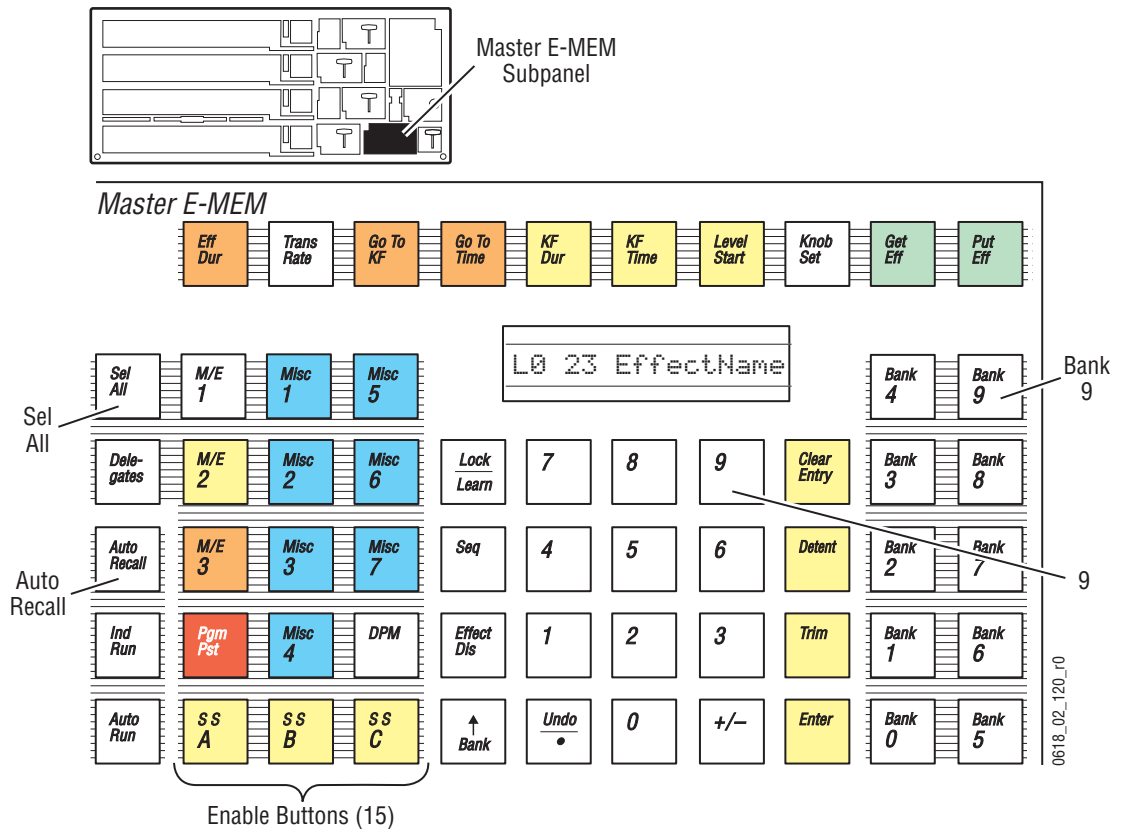 Master E-MEM
Subpanel
Master E-MEM
Eff
Dur
Trans
Rate
Go To
KF
Go To
Time
KF
Dur
KF
Time
Level
Start
Knob
Set
Get
Eff
Put
Eff
L0 23 EffectName
Sel
All
M/E
1
Misc
1
Misc
5
Bank
4
Bank
9
Bank
9
Sel
All
Dele-
gates
M/E
2
Misc
2
Misc
6
Lock
Learn
7
8
9
Clear
Entry
Bank
3
Bank
8
Auto
Recall
M/E
3
Misc
3
Misc
7
Seq
4
5
6
Detent
Bank
2
Bank
7
9
Auto
Recall
Ind
Run
Pgm
Pst
Misc
4
DPM
Effect
Dis
1
2
3
Trim
Bank
1
Bank
6
Auto
Run
S S
A
S S
B
S S
C
↑
Bank
Undo
•
0
+/–
Enter
Bank
0
Bank
5
0618_02_120_r0
Enable Buttons (15)